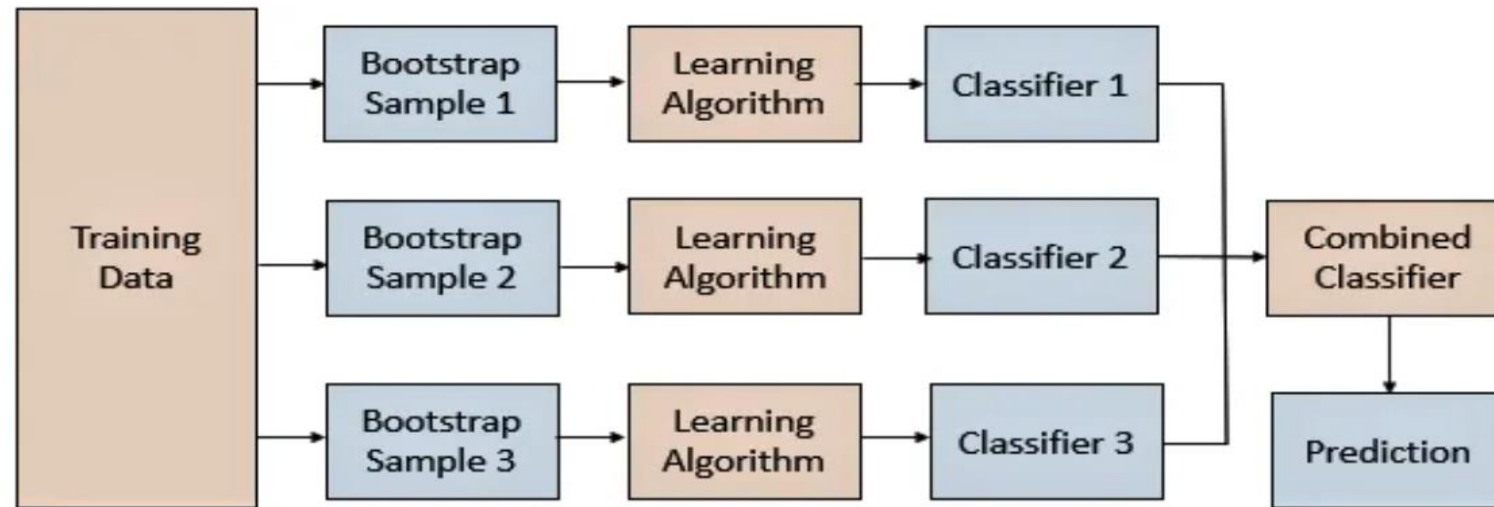 Training
Data
Bootstrap
Sample 1
Learning
Algorithm
Classifier 1
Bootstrap
Sample 2
Learning
Algorithm
Classifier 2
Bootstrap
Sample 3
Learning
Algorithm
Classifier 3
Combined
Classifier
Prediction